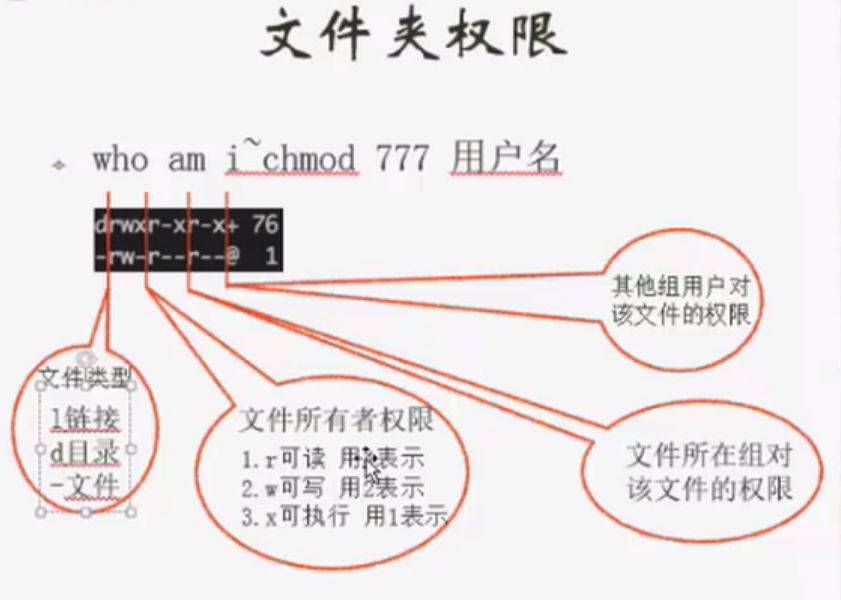 文件夹权限
who am i~chmod 777 用户名
drwxr-xr-x+ 76
-rw-r--r--@ 1
其他组用户对
该文件的权限
文件类型
l链接
d目录
-文件
文件所有者权限
1.r可读 用表示
2.w可写 用2表示
3.x可执行 用1表示
文件所在组对
该文件的权限